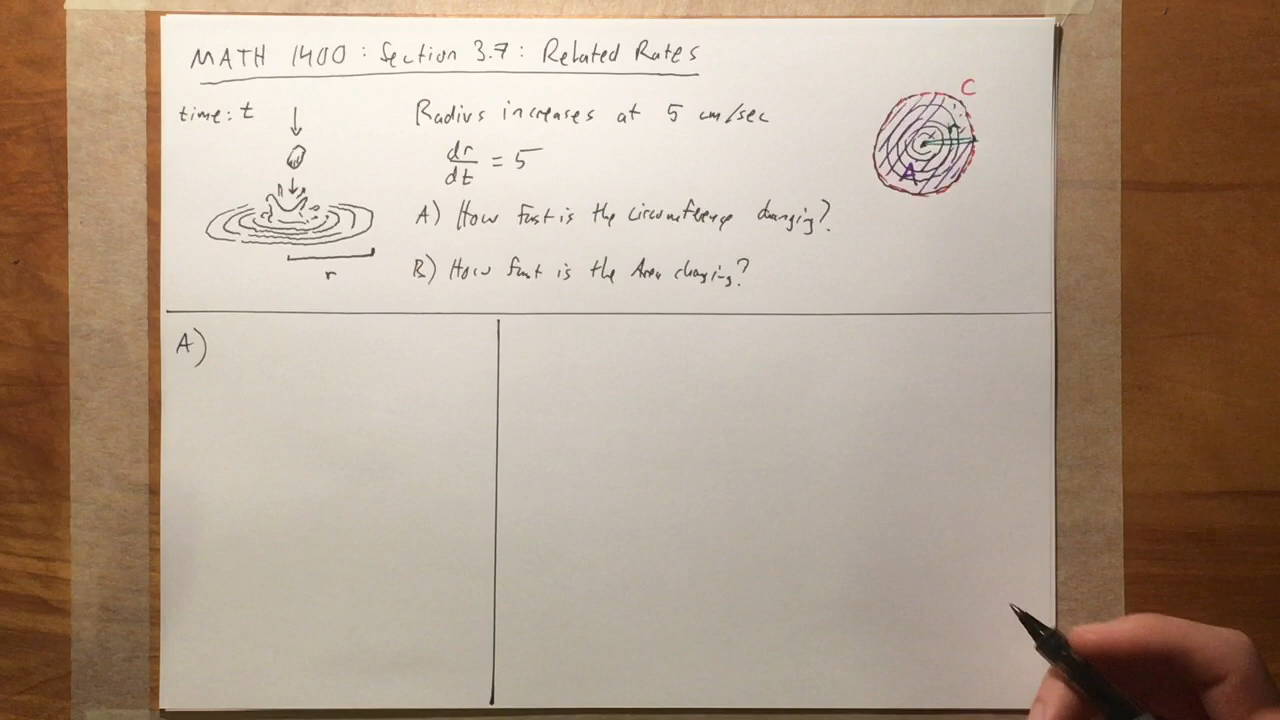 MATH 1400 : Section 3.7 : Related Rates
time: t
r
Radius increases at 5 cm/sec
dr/dt = 5
A) How fast is the circumference changing?
B) How fast is the Area changing?
C
r
A
A)